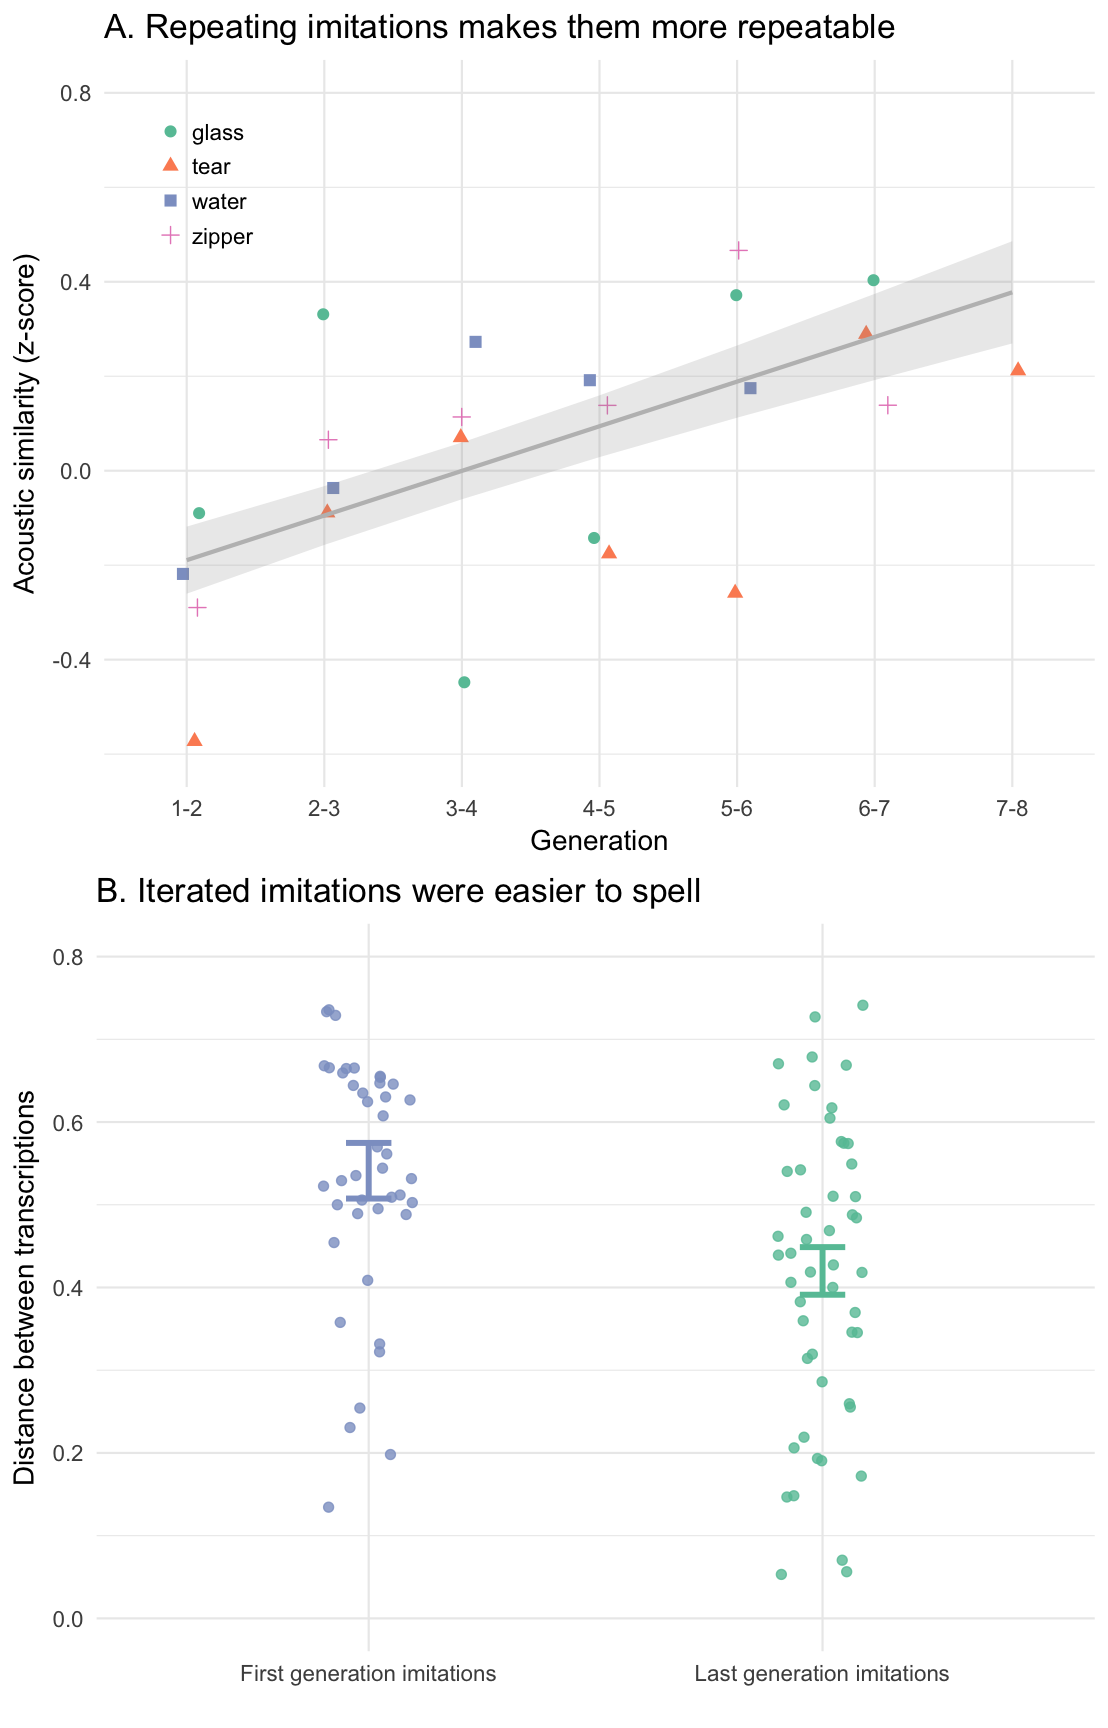 A. Repeating imitations makes them more repeatable
0.8
glass
tear
water
zipper
0.4
0.0
-0.4
Acoustic similarity (z-score)
1-2 2-3 3-4 4-5 5-6 6-7 7-8
Generation
B. Iterated imitations were easier to spell
0.8
0.6
0.4
0.2
0.0
Distance between transcriptions
First generation imitations Last generation imitations